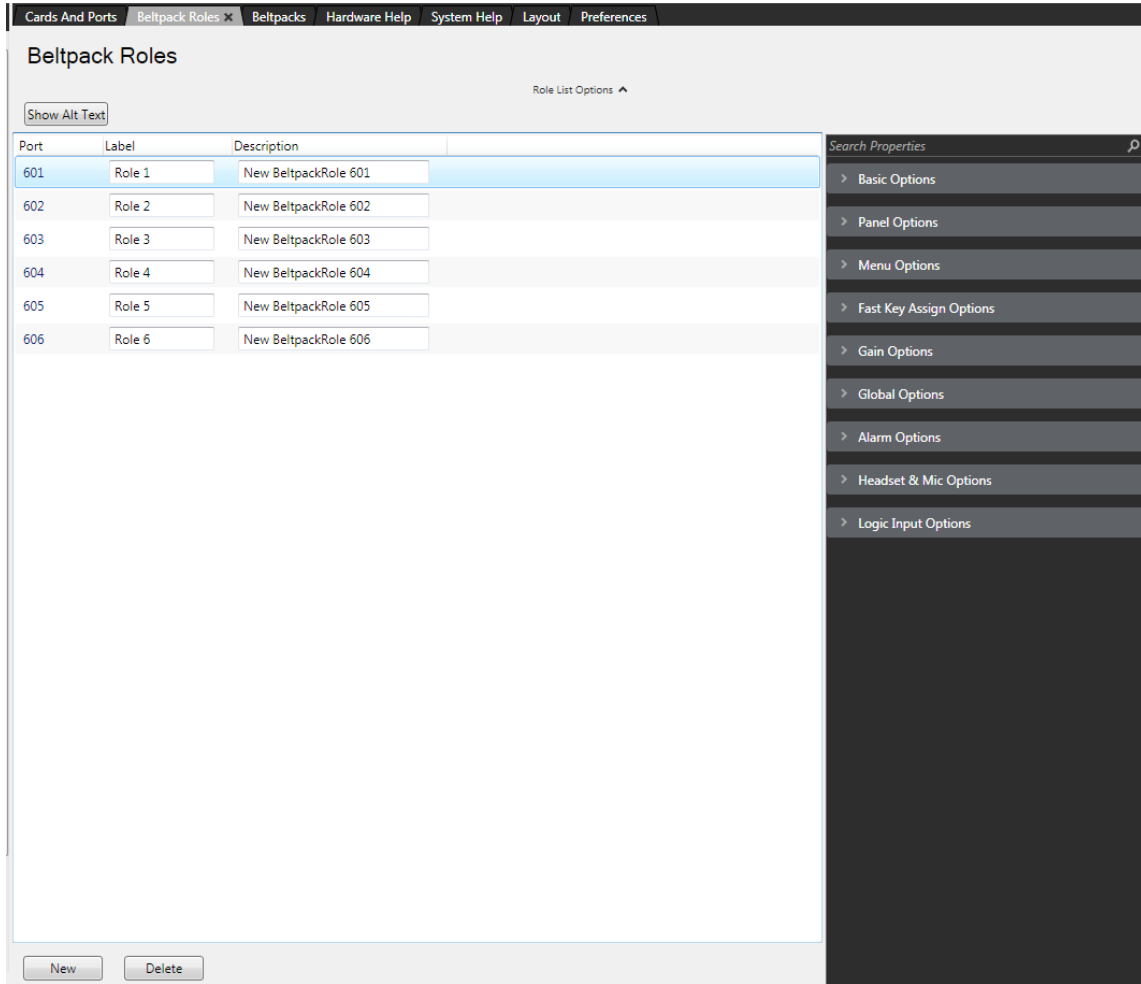 Cards And Ports Beltpack Roles × Beltpacks Hardware Help System Help Layout Preferences
Beltpack Roles
Role List Options
Show Alt Text
Port Label Description
601 Role 1 New BeltpackRole 601
602 Role 2 New BeltpackRole 602
603 Role 3 New BeltpackRole 603
604 Role 4 New BeltpackRole 604
605 Role 5 New BeltpackRole 605
606 Role 6 New BeltpackRole 606
Search Properties
Basic Options
Panel Options
Menu Options
Fast Key Assign Options
Gain Options
Global Options
Alarm Options
Headset & Mic Options
Logic Input Options
New Delete